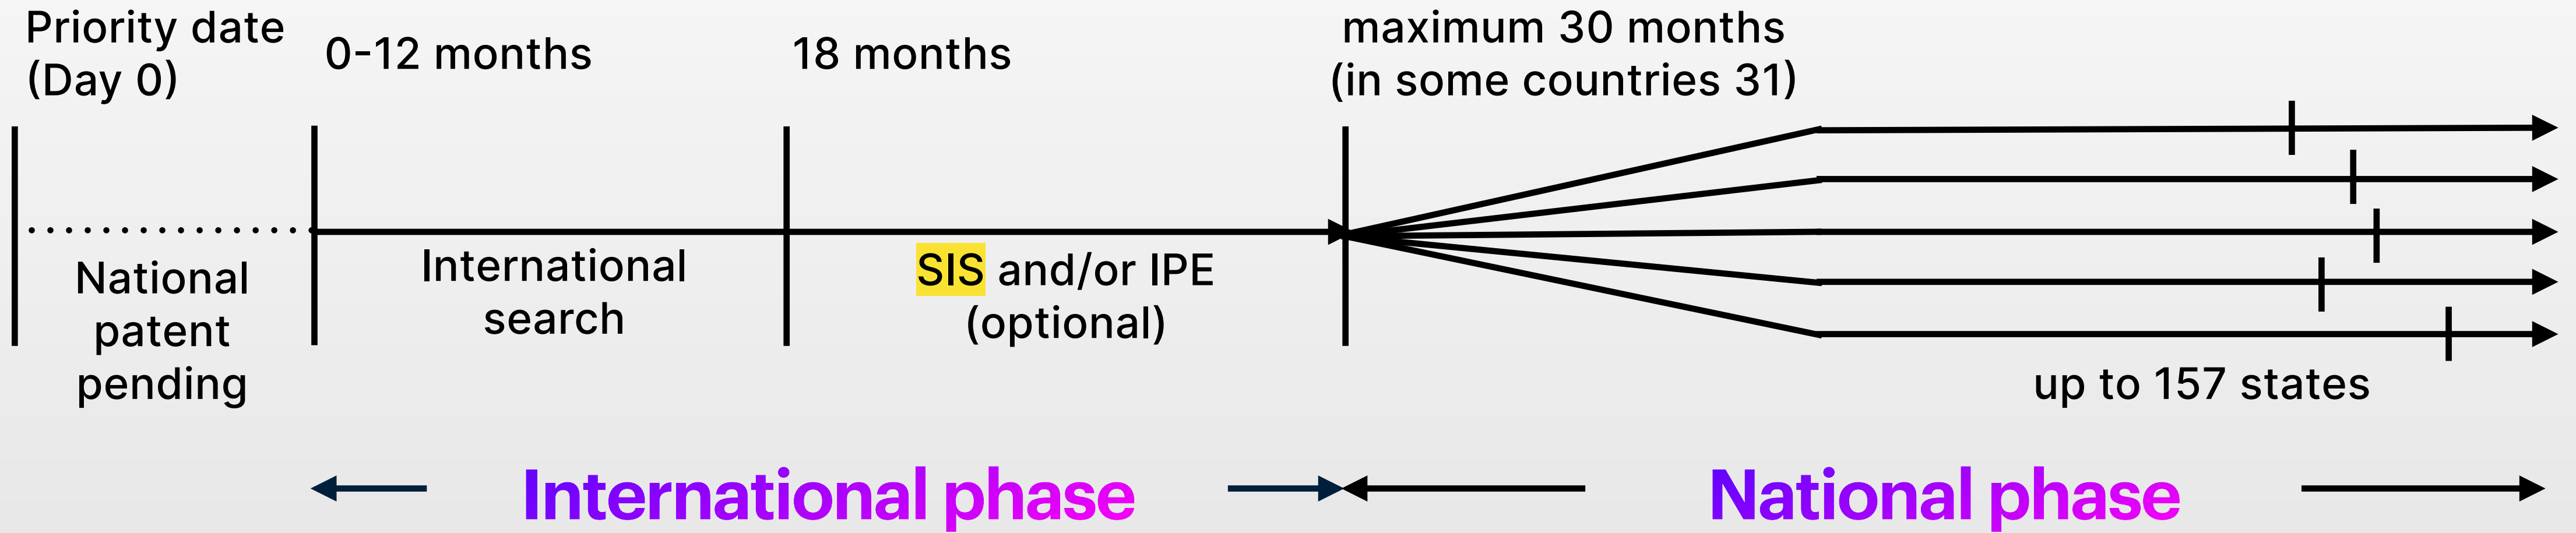 Priority date
(Day 0)
0-12 months
18 months
maximum 30 months
(in some countries 31)
National
patent
pending
International
search
SIS and/or IPE
(optional)
up to 157 states
International phase
National phase